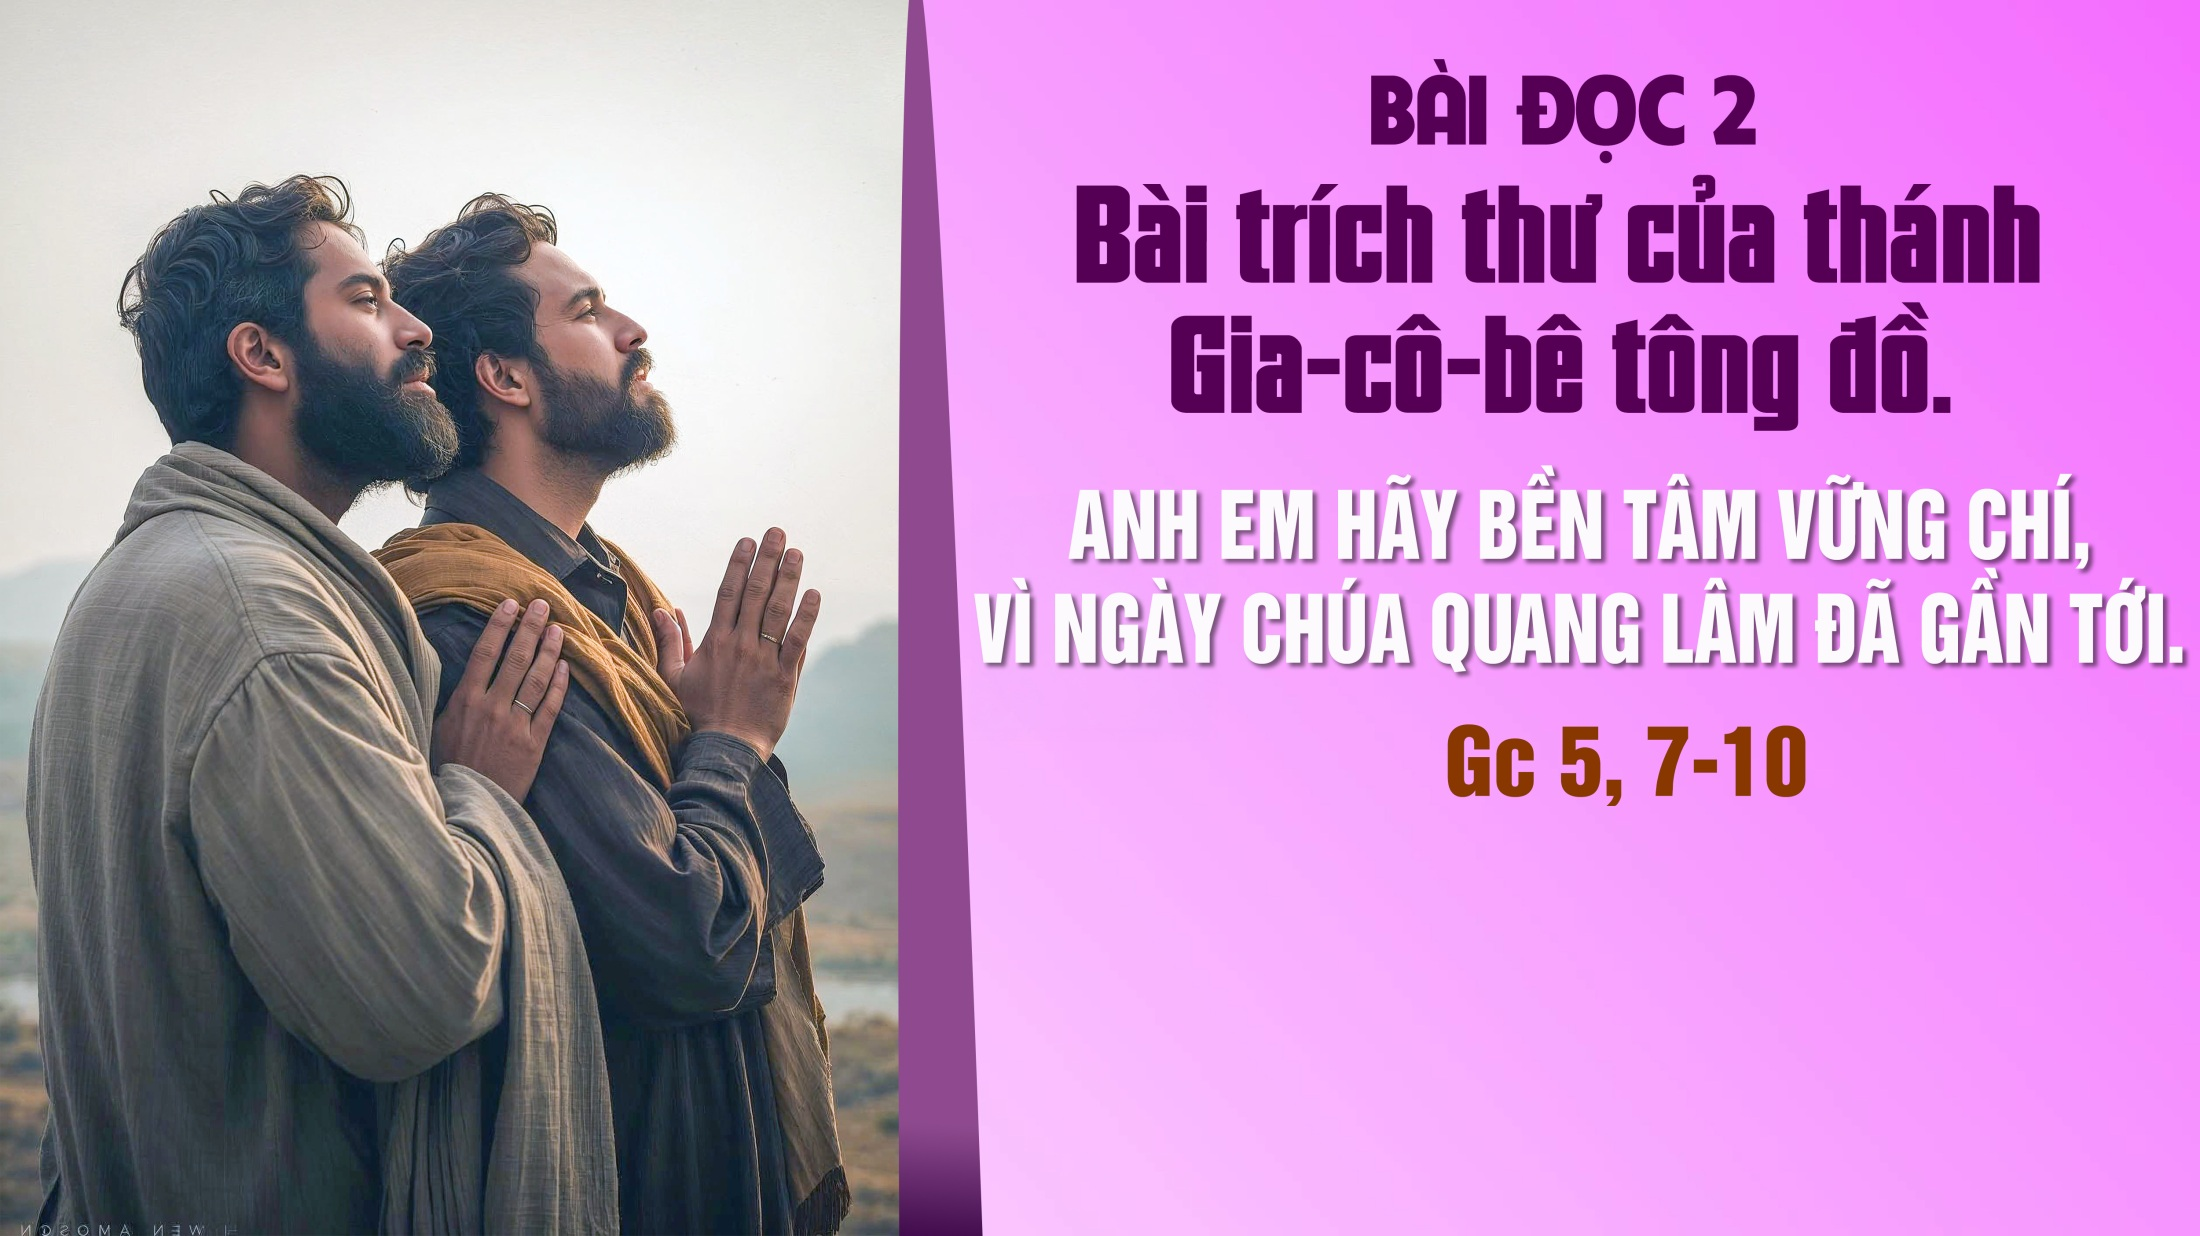 BÀI ĐỌC 2
Bài trích thư của thánh
Gia-cô-bê tông đồ.
ANH EM HÃY BỀN TÂM VỮNG CHÍ,
VÌ NGÀY CHÚA QUANG LÂM ĐÃ GẦN TỚI.
Gc 5, 7-10